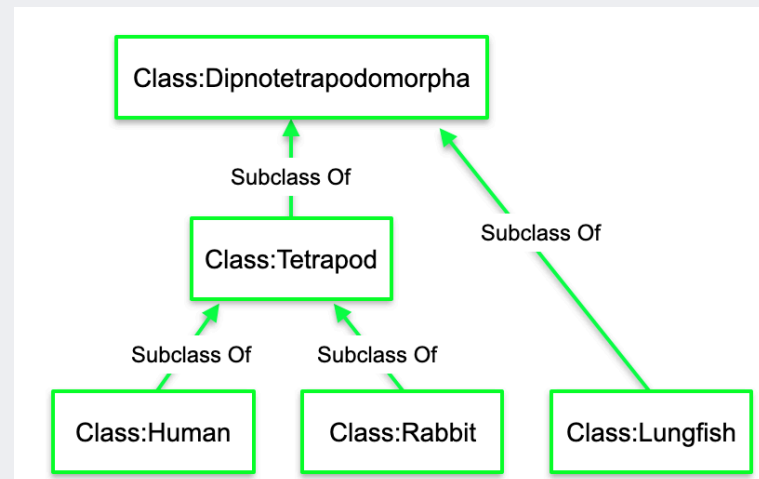 Class:Dipnotetrapodomorpha
Subclass Of
Subclass Of
Class:Tetrapod
Subclass Of
Subclass Of
Class:Human
Class:Rabbit
Class:Lungfish